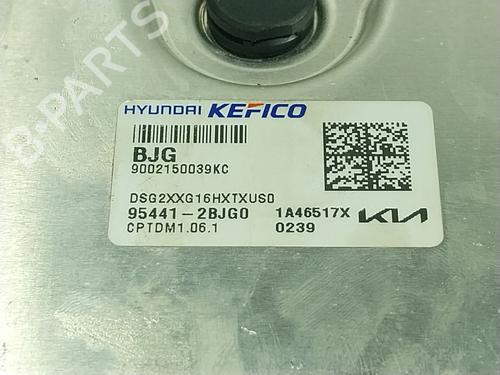 B-PARTS
HYUNDAI KEFICO
BJG
9002150039KC
DSG2XXG16HXTXUS0
95441-2BJG0 1A46517X KIA
CPTDM1.06.1 0239